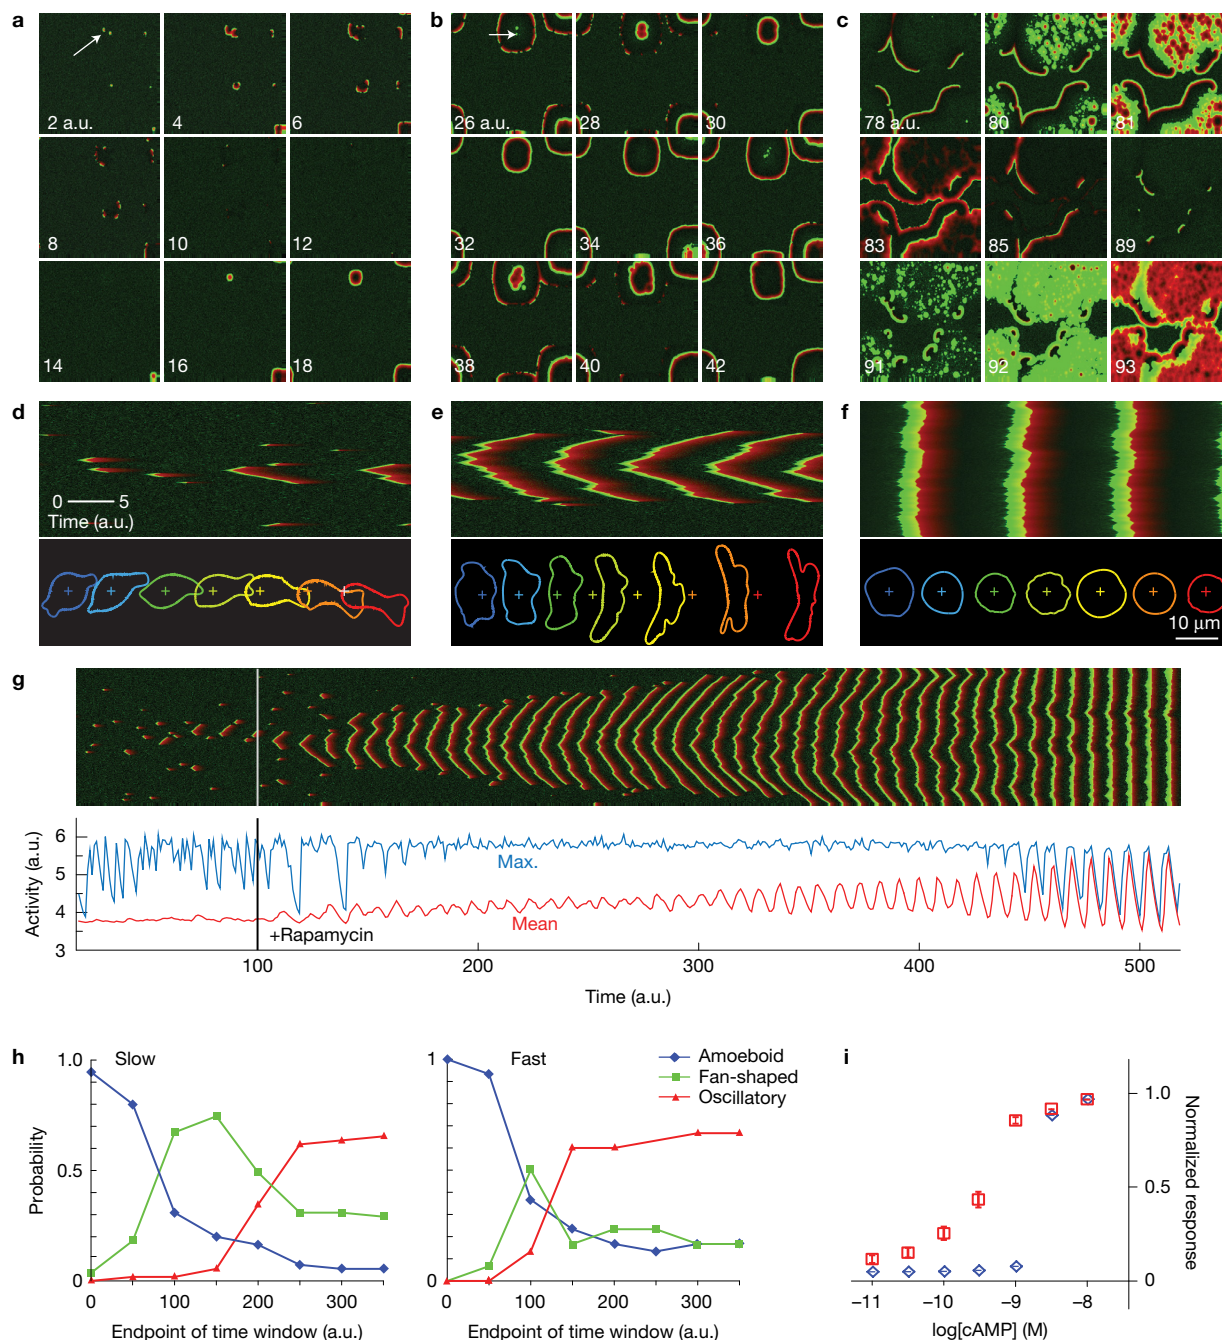 a
2 a.u.
4
6
8
10
12
14
16
18
b
26 a.u.
28
30
32
34
36
38
40
42
c
78 a.u.
80
81
83
85
89
91
92
93
d
0 5
Time (a.u.)
e
f
10 μm
g
Activity (a.u.)
6
5
4
3
Max.
Mean
+Rapamycin
100
200
300
400
500
Time (a.u.)
h
Slow
Probability
1.0
0.5
0
0
100
200
300
Endpoint of time window (a.u.)
Fast
1
0
0
100
200
300
Endpoint of time window (a.u.)
Amoeboid
Fan-shaped
Oscillatory
i
1.0
0.5
0
Normalized response
−11
−10
−9
−8
log[cAMP] (M)